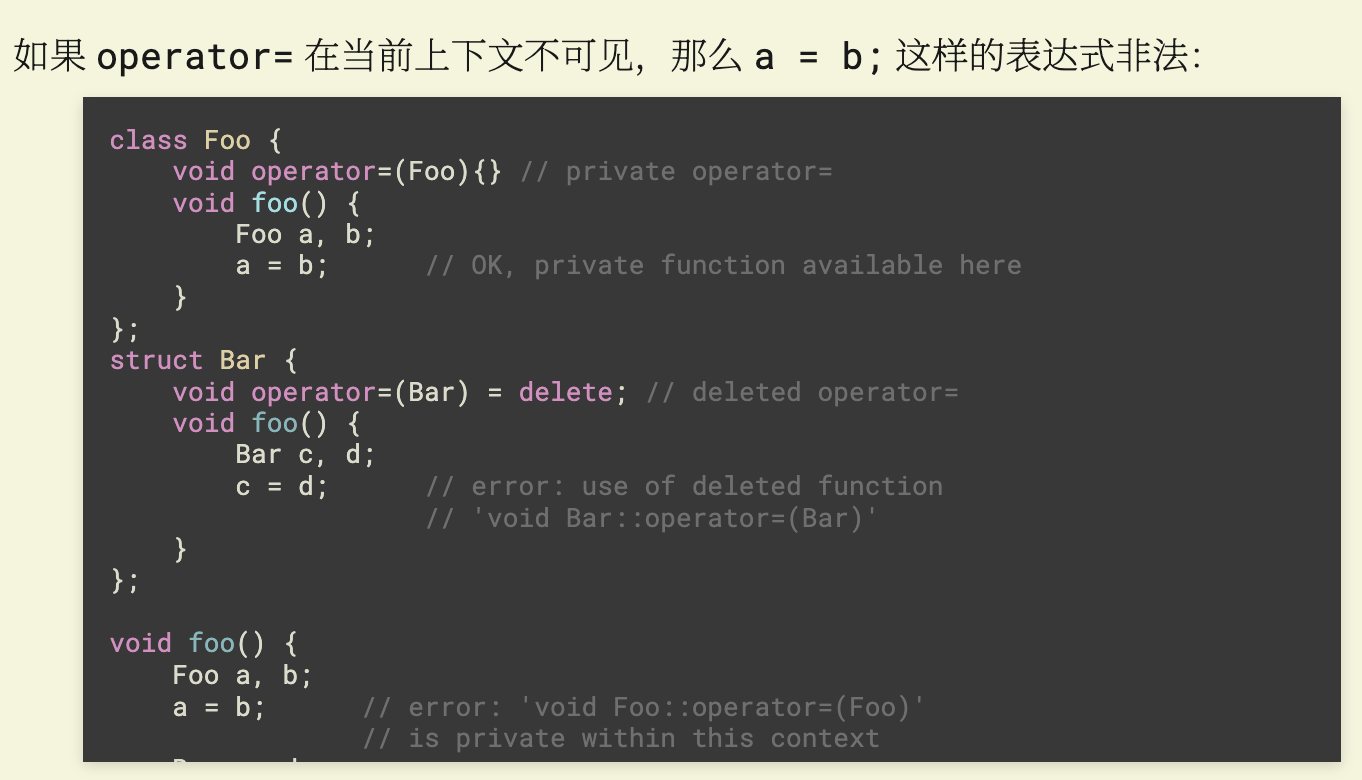 如果 operator= 在当前上下文不可见，那么 a = b; 这样的表达式非法：
class Foo {
    void operator=(Foo){} // private operator=
    void foo() {
        Foo a, b;
        a = b;      // OK, private function available here
    }
};
struct Bar {
    void operator=(Bar) = delete; // deleted operator=
    void foo() {
        Bar c, d;
        c = d;      // error: use of deleted function
                    // 'void Bar::operator=(Bar)'
    }
};

void foo() {
    Foo a, b;
    a = b;      // error: 'void Foo::operator=(Foo)'
                // is private within this context